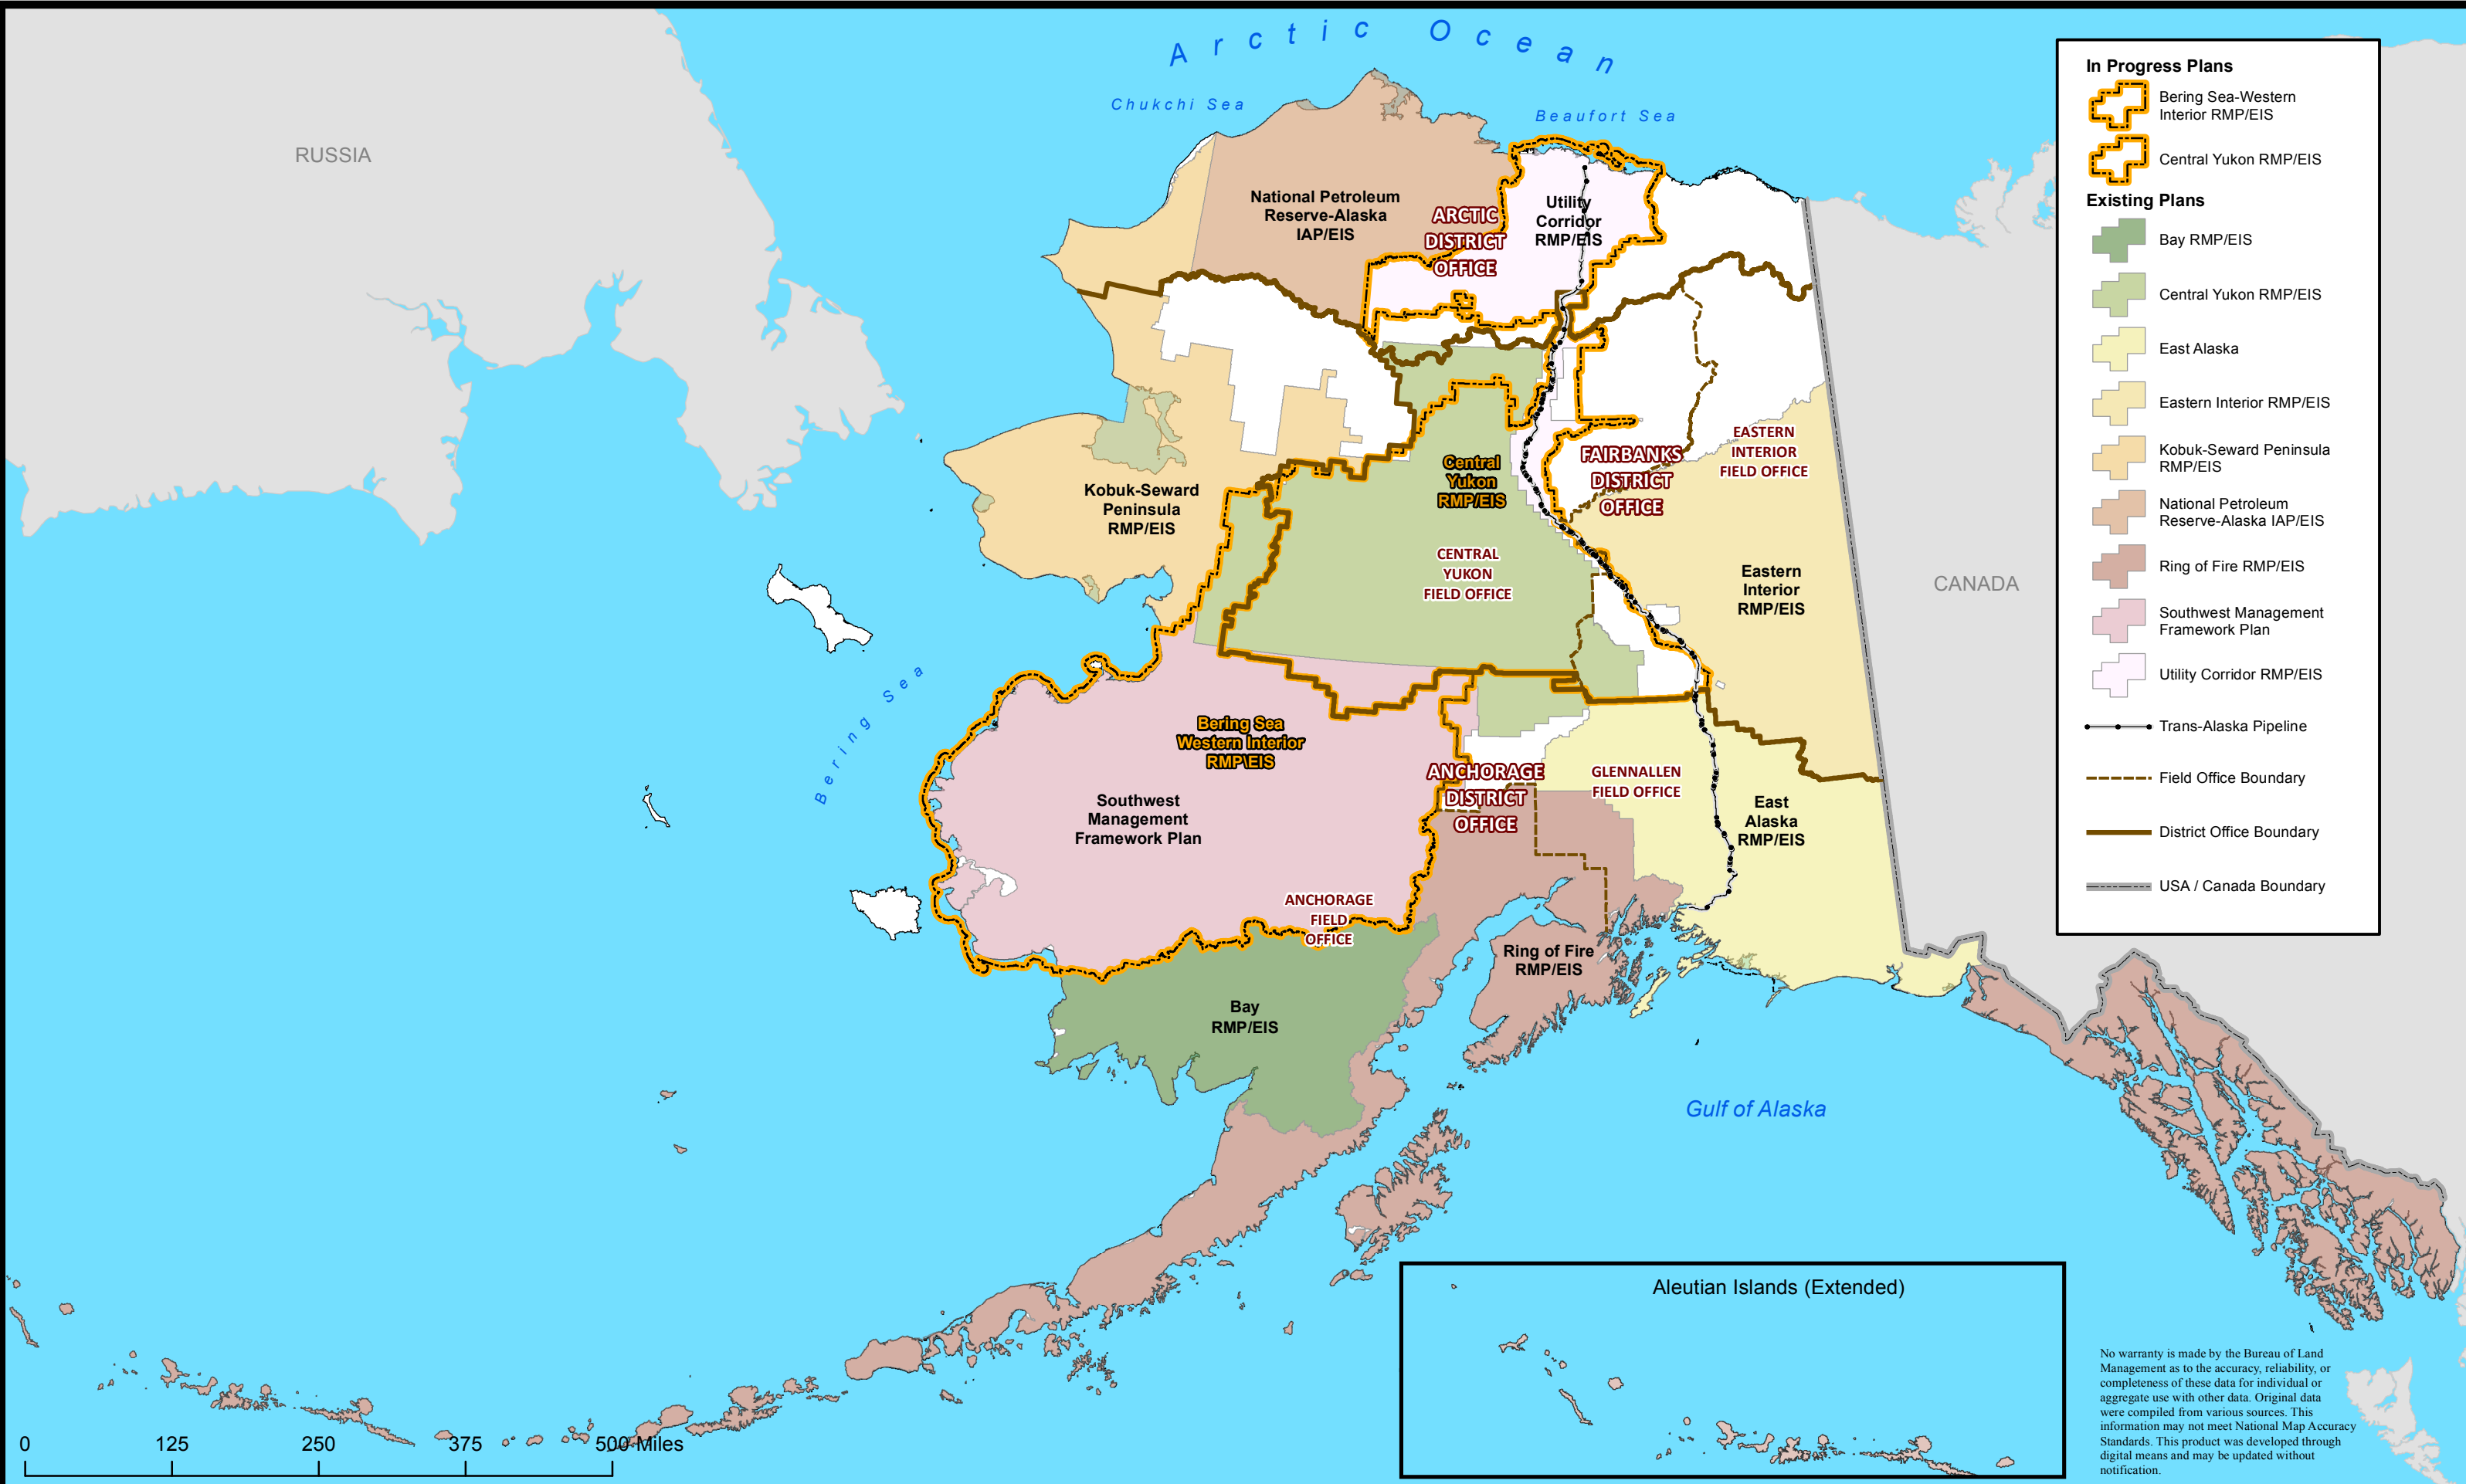 Arctic Ocean
Chukchi Sea
Beaufort Sea
RUSSIA
National Petroleum
Reserve-Alaska
IAP/EIS
ARCTIC
DISTRICT
OFFICE
Utility
Corridor
RMP/EIS
Kobuk-Seward
Peninsula
RMP/EIS
Central
Yukon
RMP/EIS
FAIRBANKS
DISTRICT
OFFICE
EASTERN
INTERIOR
FIELD OFFICE
CENTRAL
YUKON
FIELD OFFICE
Eastern
Interior
RMP/EIS
CANADA
Bering Sea
Bering Sea
Western Interior
RMP\EIS
Southwest
Management
Framework Plan
ANCHORAGE
DISTRICT
OFFICE
GLENNALLEN
FIELD OFFICE
East
Alaska
RMP/EIS
ANCHORAGE
FIELD
OFFICE
Ring of Fire
RMP/EIS
Bay
RMP/EIS
Gulf of Alaska
In Progress Plans
Bering Sea-Western
Interior RMP/EIS
Central Yukon RMP/EIS
Existing Plans
Bay RMP/EIS
Central Yukon RMP/EIS
East Alaska
Eastern Interior RMP/EIS
Kobuk-Seward Peninsula
RMP/EIS
National Petroleum
Reserve-Alaska IAP/EIS
Ring of Fire RMP/EIS
Southwest Management
Framework Plan
Utility Corridor RMP/EIS
Trans-Alaska Pipeline
Field Office Boundary
District Office Boundary
USA / Canada Boundary
Aleutian Islands (Extended)
0 125 250 375 500 Miles
No warranty is made by the Bureau of Land
Management as to the accuracy, reliability, or
completeness of these data for individual or
aggregate use with other data. Original data
were compiled from various sources. This
information may not meet National Map Accuracy
Standards. This product was developed through
digital means and may be updated without
notification.